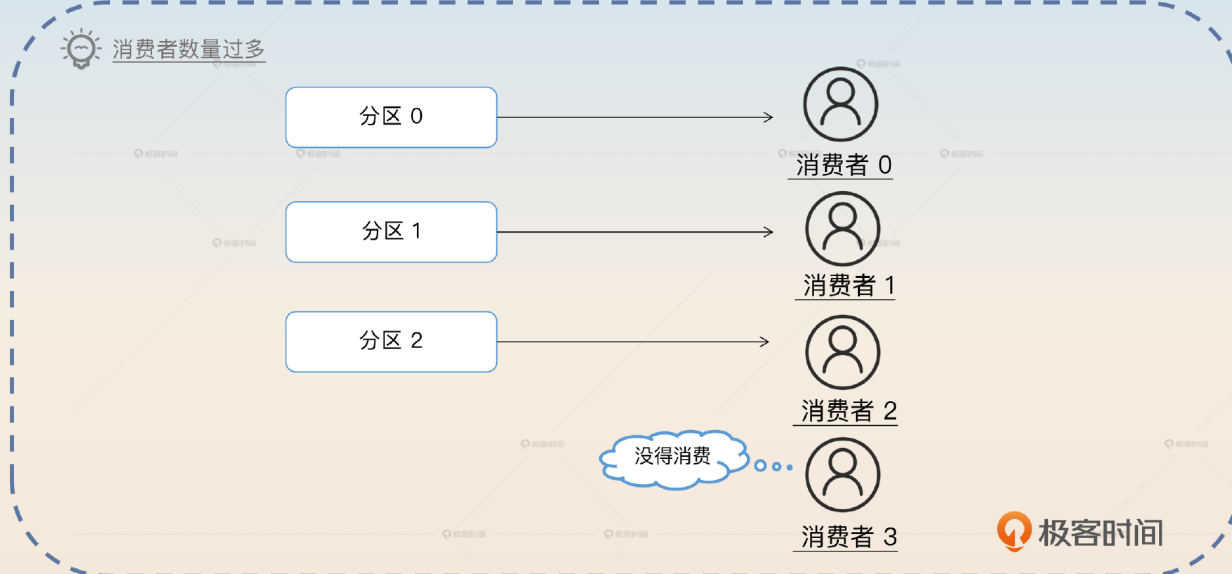 消费者数量过多
分区 0
消费者 0
分区 1
消费者 1
分区 2
消费者 2
没得消费
消费者 3
极客时间